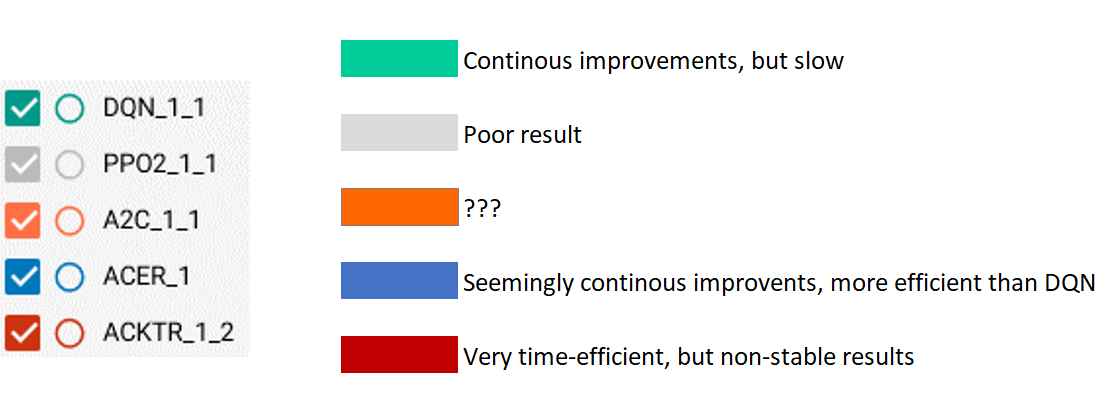 DQN_1_1
PPO2_1_1
A2C_1_1
ACER_1
ACKTR_1_2
Continous improvements, but slow
Poor result
???
Seemingly continous improvents, more efficient than DQN
Very time-efficient, but non-stable results